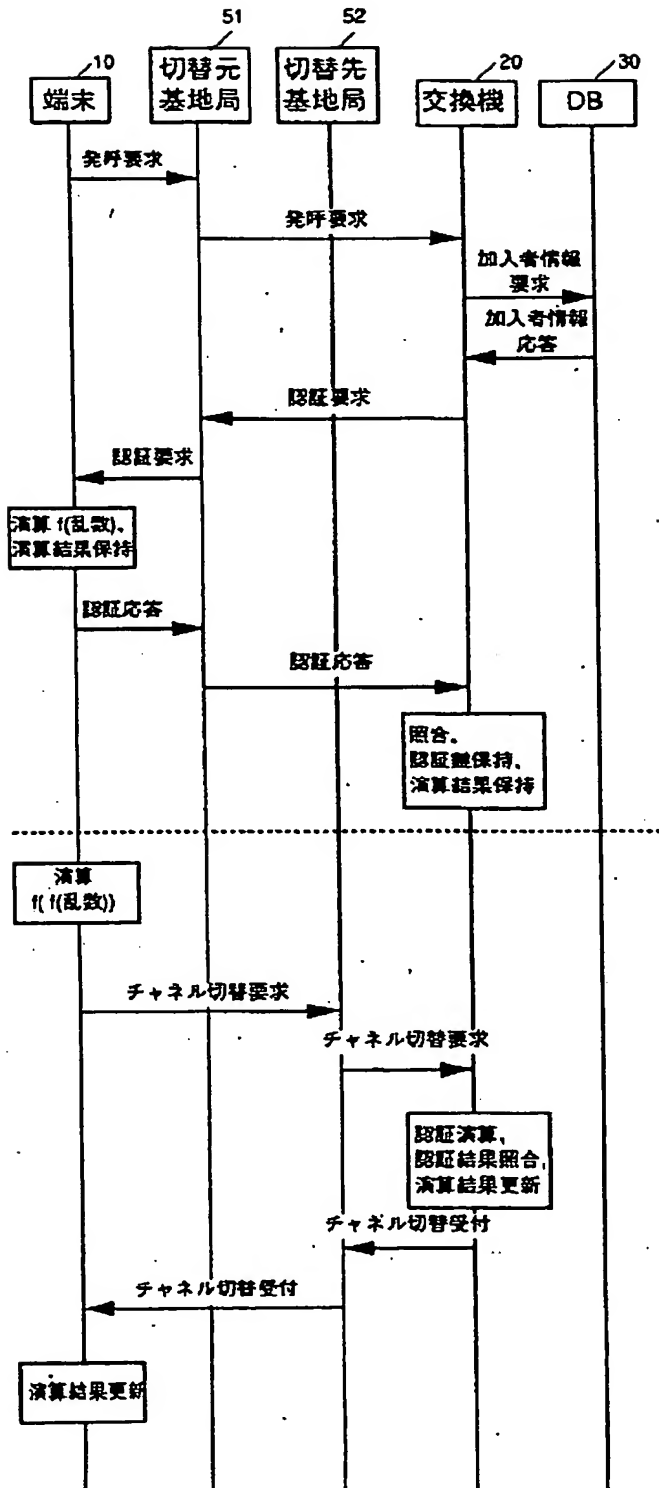 51
52
10
20
30
端末
切替元
基地局
切替先
基地局
交換機
DB
発呼要求
発呼要求
加入者情報
要求
加入者情報
応答
認証要求
認証要求
演算 f(乱数)、
演算結果保持
認証応答
認証応答
照合、
認証鍵保持、
演算結果保持
演算
f( f(乱数))
チャネル切替要求
チャネル切替要求
認証演算、
認証結果照合、
演算結果更新
チャネル切替受付
チャネル切替受付
演算結果更新